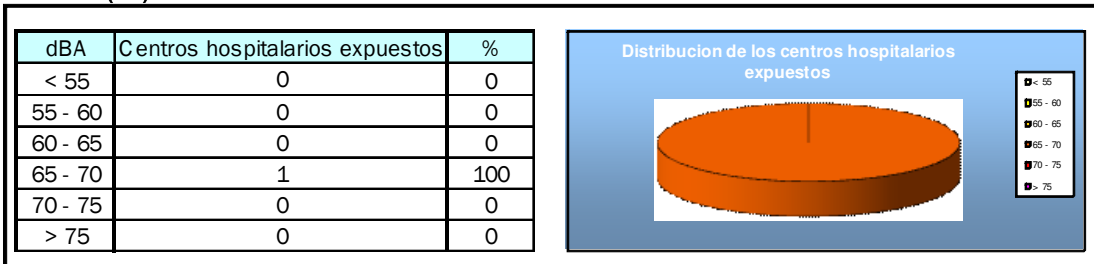 dBA Centros hospitalarios expuestos %
< 55 0 0
55 - 60 0 0
60 - 65 0 0
65 - 70 1 100
70 - 75 0 0
> 75 0 0
Distribucion de los centros hospitalarios
expuestos
< 55
55 - 60
60 - 65
65 - 70
70 - 75
> 75